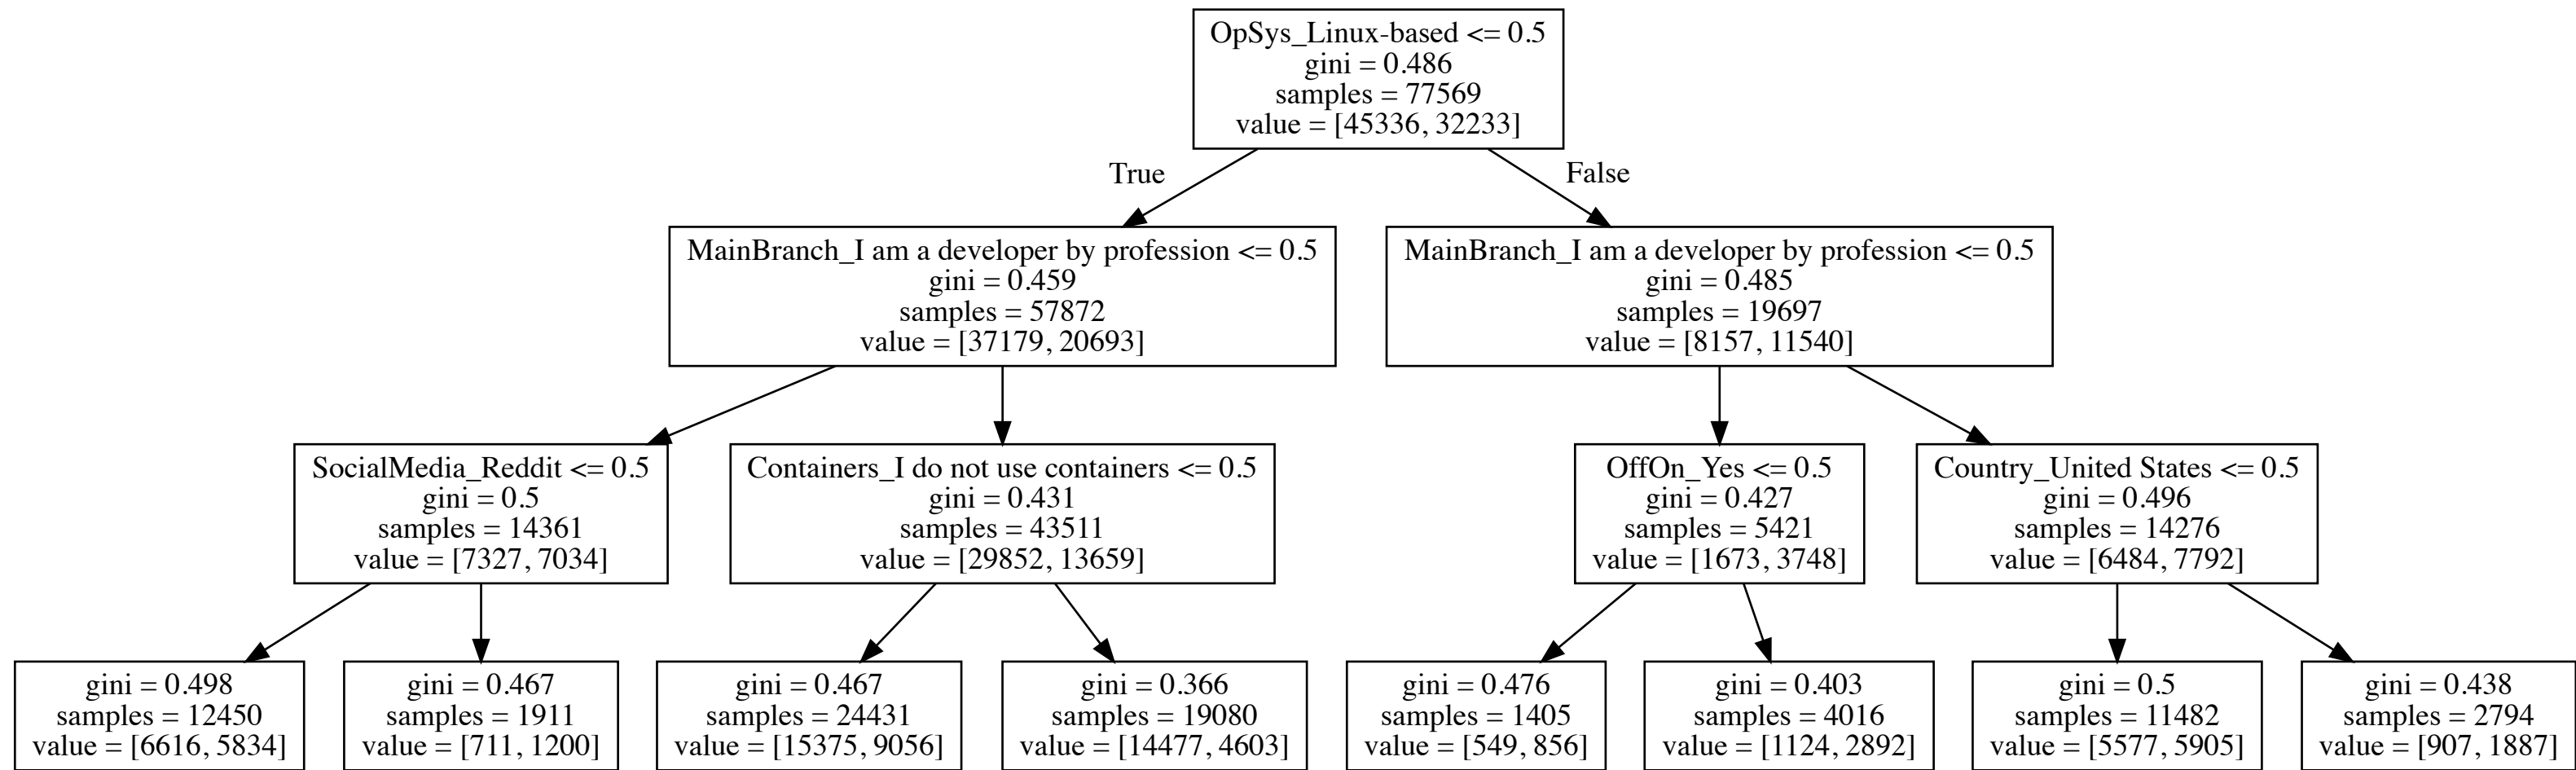 OpSys_Linux-based <= 0.5
gini = 0.486
samples = 77569
value = [45336, 32233]
True
False
MainBranch_I am a developer by profession <= 0.5
gini = 0.459
samples = 57872
value = [37179, 20693]
MainBranch_I am a developer by profession <= 0.5
gini = 0.485
samples = 19697
value = [8157, 11540]
SocialMedia_Reddit <= 0.5
gini = 0.5
samples = 14361
value = [7327, 7034]
Containers_I do not use containers <= 0.5
gini = 0.431
samples = 43511
value = [29852, 13659]
OffOn_Yes <= 0.5
gini = 0.427
samples = 5421
value = [1673, 3748]
Country_United States <= 0.5
gini = 0.496
samples = 14276
value = [6484, 7792]
gini = 0.498
samples = 12450
value = [6616, 5834]
gini = 0.467
samples = 1911
value = [711, 1200]
gini = 0.467
samples = 24431
value = [15375, 9056]
gini = 0.366
samples = 19080
value = [14477, 4603]
gini = 0.476
samples = 1405
value = [549, 856]
gini = 0.403
samples = 4016
value = [1124, 2892]
gini = 0.5
samples = 11482
value = [5577, 5905]
gini = 0.438
samples = 2794
value = [907, 1887]